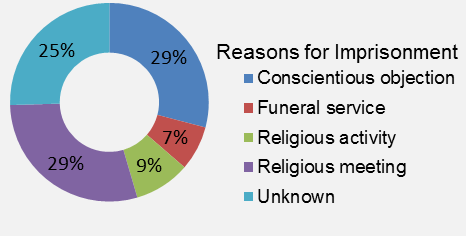 25%
29%
7%
9%
29%
Reasons for Imprisonment
Conscientious objection
Funeral service
Religious activity
Religious meeting
Unknown